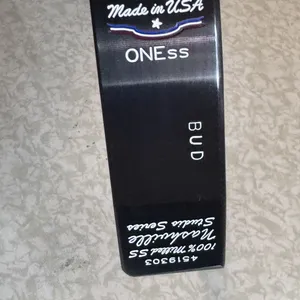 Made in USA
ONEss
BUD
4519303
100% Milled SS
Nashville
Studio Series